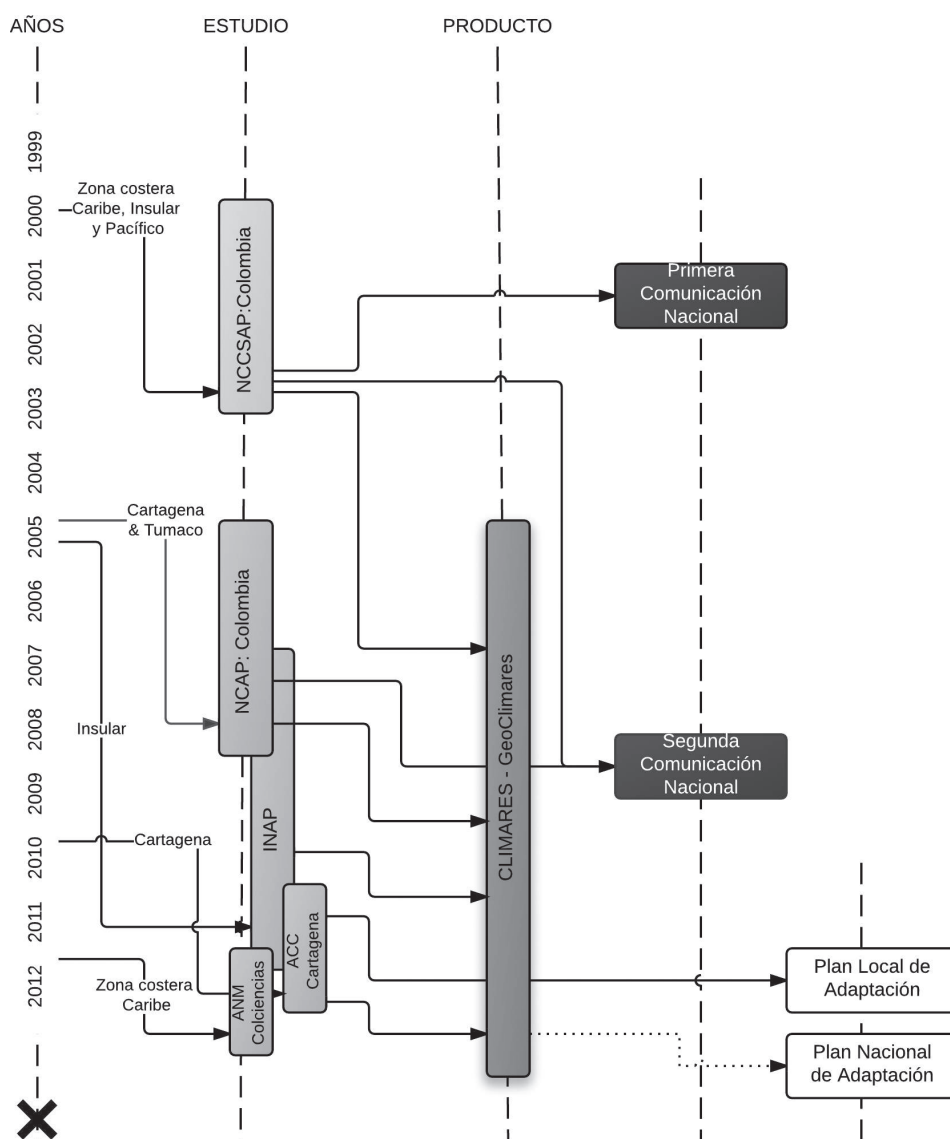 AÑOS
ESTUDIO
PRODUCTO
1999
2000
2001
2002
2003
2004
2005
2006
2007
2008
2009
2010
2011
2012
Zona costera
Caribe, Insular
y Pacífico
NCCSAP:Colombia
Primera
Comunicación
Nacional
Cartagena
& Tumaco
NCAP: Colombia
Insular
INAP
CLIMARES - GeoClimares
Segunda
Comunicación
Nacional
Cartagena
ACC
Cartagena
Zona costera
Caribe
ANM
Colciencias
Plan Local de
Adaptación
Plan Nacional
de Adaptación